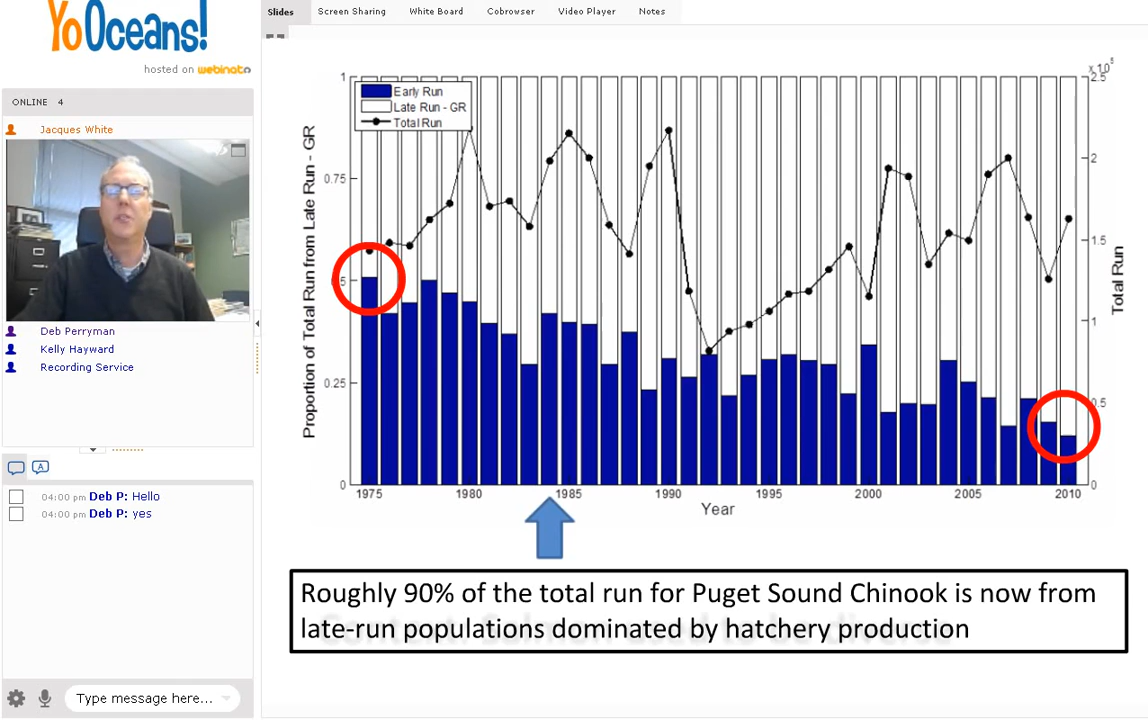 YoOceans!
hosted on webinato
ONLINE 4
Jacques White
Deb Perryman
Kelly Hayward
Recording Service
04:00 pm Deb P: Hello
04:00 pm Deb P: yes
Type message here...
Slides Screen Sharing White Board Cobrowser Video Player Notes
Early Run
Late Run - GR
Total Run
Proportion of Total Run from Late Run - GR
1
0.75
0.5
0.25
0
x 10^5
2.5
2
1.5
1
0.5
0
Total Run
1975 1980 1985 1990 1995 2000 2005 2010
Year
Roughly 90% of the total run for Puget Sound Chinook is now from
late-run populations dominated by hatchery production